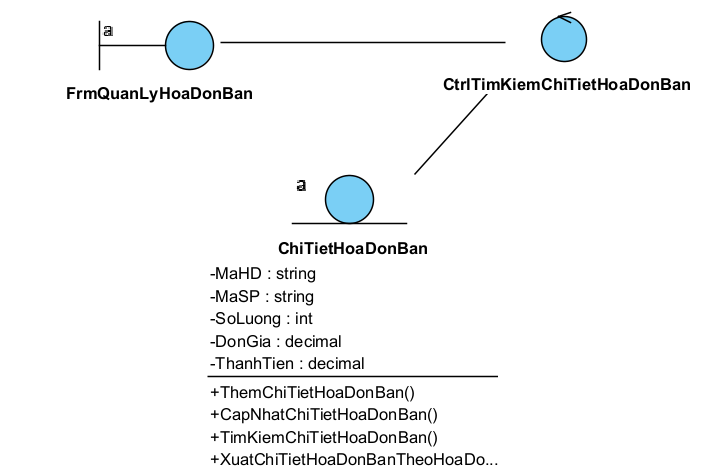 a
FrmQuanLyHoaDonBan
CtrlTimKiemChiTietHoaDonBan
a
ChiTietHoaDonBan
-MaHD : string
-MaSP : string
-SoLuong : int
-DonGia : decimal
-ThanhTien : decimal
+ThemChiTietHoaDonBan()
+CapNhatChiTietHoaDonBan()
+TimKiemChiTietHoaDonBan()
+XuatChiTietHoaDonBanTheoHoaDo...